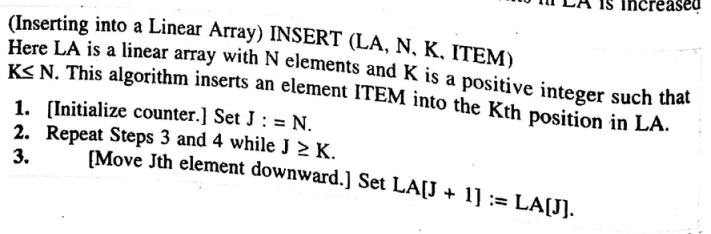 LA is increased
(Inserting into a Linear Array) INSERT (LA, N, K, ITEM)
Here LA is a linear array with N elements and K is a positive integer such that
K≤ N. This algorithm inserts an element ITEM into the Kth position in LA.
1. [Initialize counter.] Set J : = N.
2. Repeat Steps 3 and 4 while J ≥ K.
3. [Move Jth element downward.] Set LA[J + 1] := LA[J].